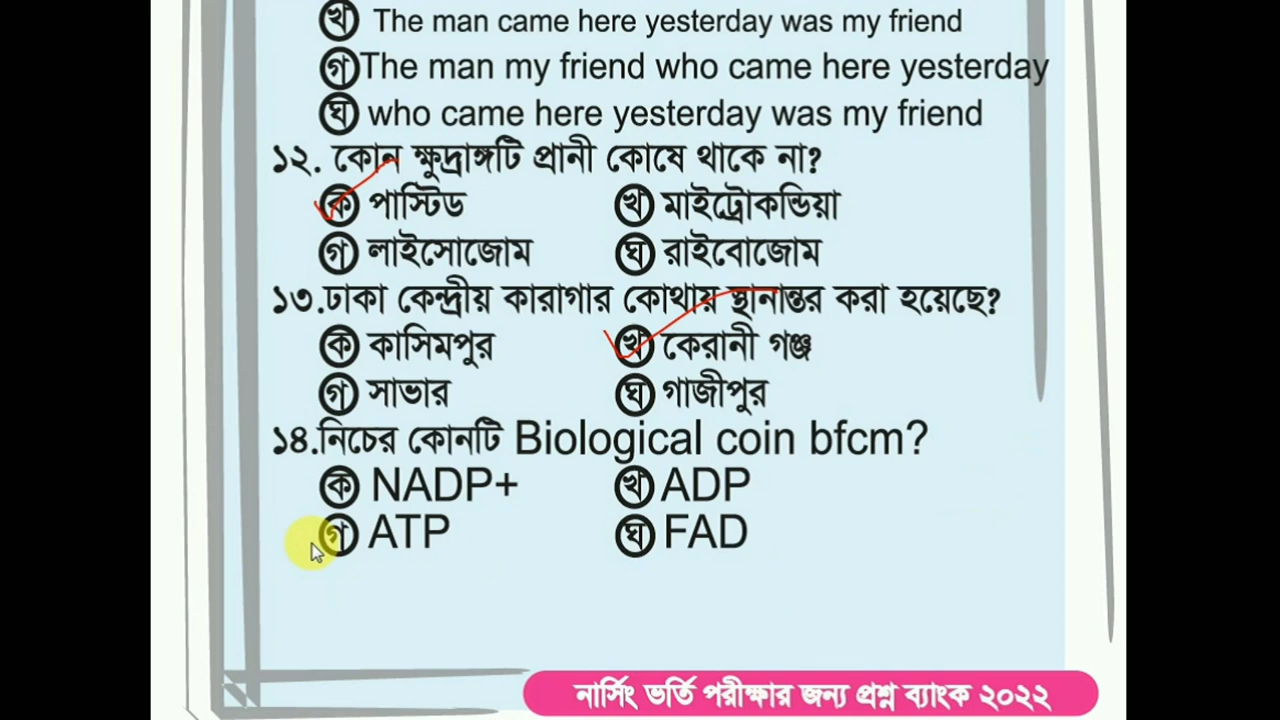 খ The man came here yesterday was my friend
গ The man my friend who came here yesterday
ঘ who came here yesterday was my friend
১২. কোন ক্ষুদ্রাঙ্গটি প্রানী কোষে থাকে না?
ক পাস্টিড খ মাইট্রোকন্ডিয়া
গ লাইসোজোম ঘ রাইবোজোম
১৩.ঢাকা কেন্দ্রীয় কারাগার কোথায় স্থানান্তর করা হয়েছে?
ক কাসিমপুর খ কেরানী গঞ্জ
গ সাভার ঘ গাজীপুর
১৪.নিচের কোনটি Biological coin bfcm?
ক NADP+ খ ADP
গ ATP ঘ FAD
নার্সিং ভর্তি পরীক্ষার জন্য প্রশ্ন ব্যাংক ২০২২